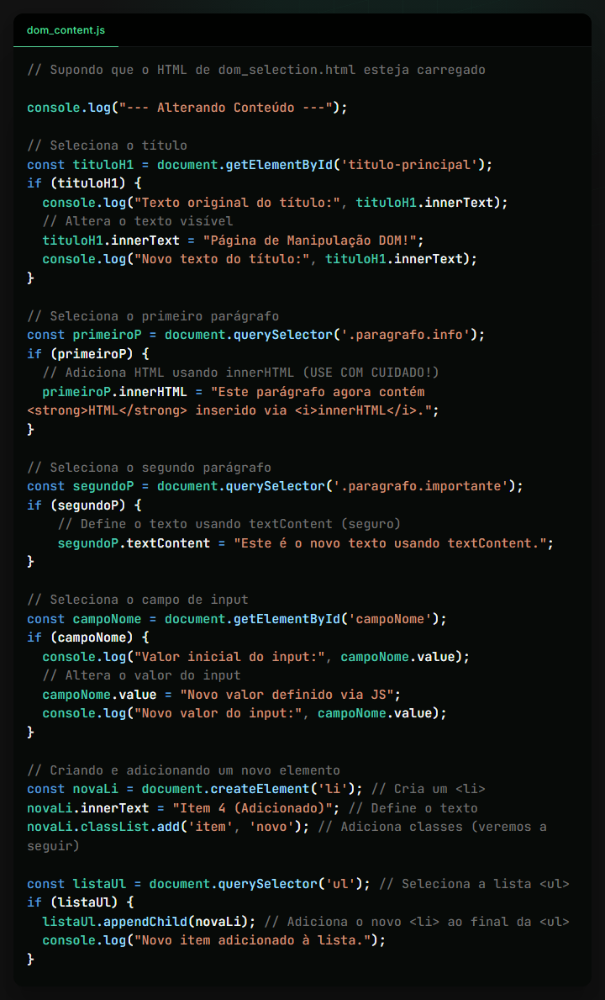 dom_content.js
// Supondo que o HTML de dom_selection.html esteja carregado
console.log("--- Alterando Conteúdo ---");
// Seleciona o título
const tituloH1 = document.getElementById('titulo-principal');
if (tituloH1) {
  console.log("Texto original do título:", tituloH1.innerText);
  // Altera o texto visível
  tituloH1.innerText = "Página de Manipulação DOM!";
  console.log("Novo texto do título:", tituloH1.innerText);
}
// Seleciona o primeiro parágrafo
const primeiroP = document.querySelector('.paragrafo.info');
if (primeiroP) {
  // Adiciona HTML usando innerHTML (USE COM CUIDADO!)
  primeiroP.innerHTML = "Este parágrafo agora contém
<strong>HTML</strong> inserido via <i>innerHTML</i>.";
}
// Seleciona o segundo parágrafo
const segundoP = document.querySelector('.paragrafo.importante');
if (segundoP) {
    // Define o texto usando textContent (seguro)
    segundoP.textContent = "Este é o novo texto usando textContent.";
}
// Seleciona o campo de input
const campoNome = document.getElementById('campoNome');
if (campoNome) {
  console.log("Valor inicial do input:", campoNome.value);
  // Altera o valor do input
  campoNome.value = "Novo valor definido via JS";
  console.log("Novo valor do input:", campoNome.value);
}
// Criando e adicionando um novo elemento
const novaLi = document.createElement('li'); // Cria um <li>
novaLi.innerText = "Item 4 (Adicionado)"; // Define o texto
novaLi.classList.add('item', 'novo'); // Adiciona classes (veremos a
seguir)
const listaUl = document.querySelector('ul'); // Seleciona a lista <ul>
if (listaUl) {
  listaUl.appendChild(novaLi); // Adiciona o novo <li> ao final da <ul>
  console.log("Novo item adicionado à lista.");
}